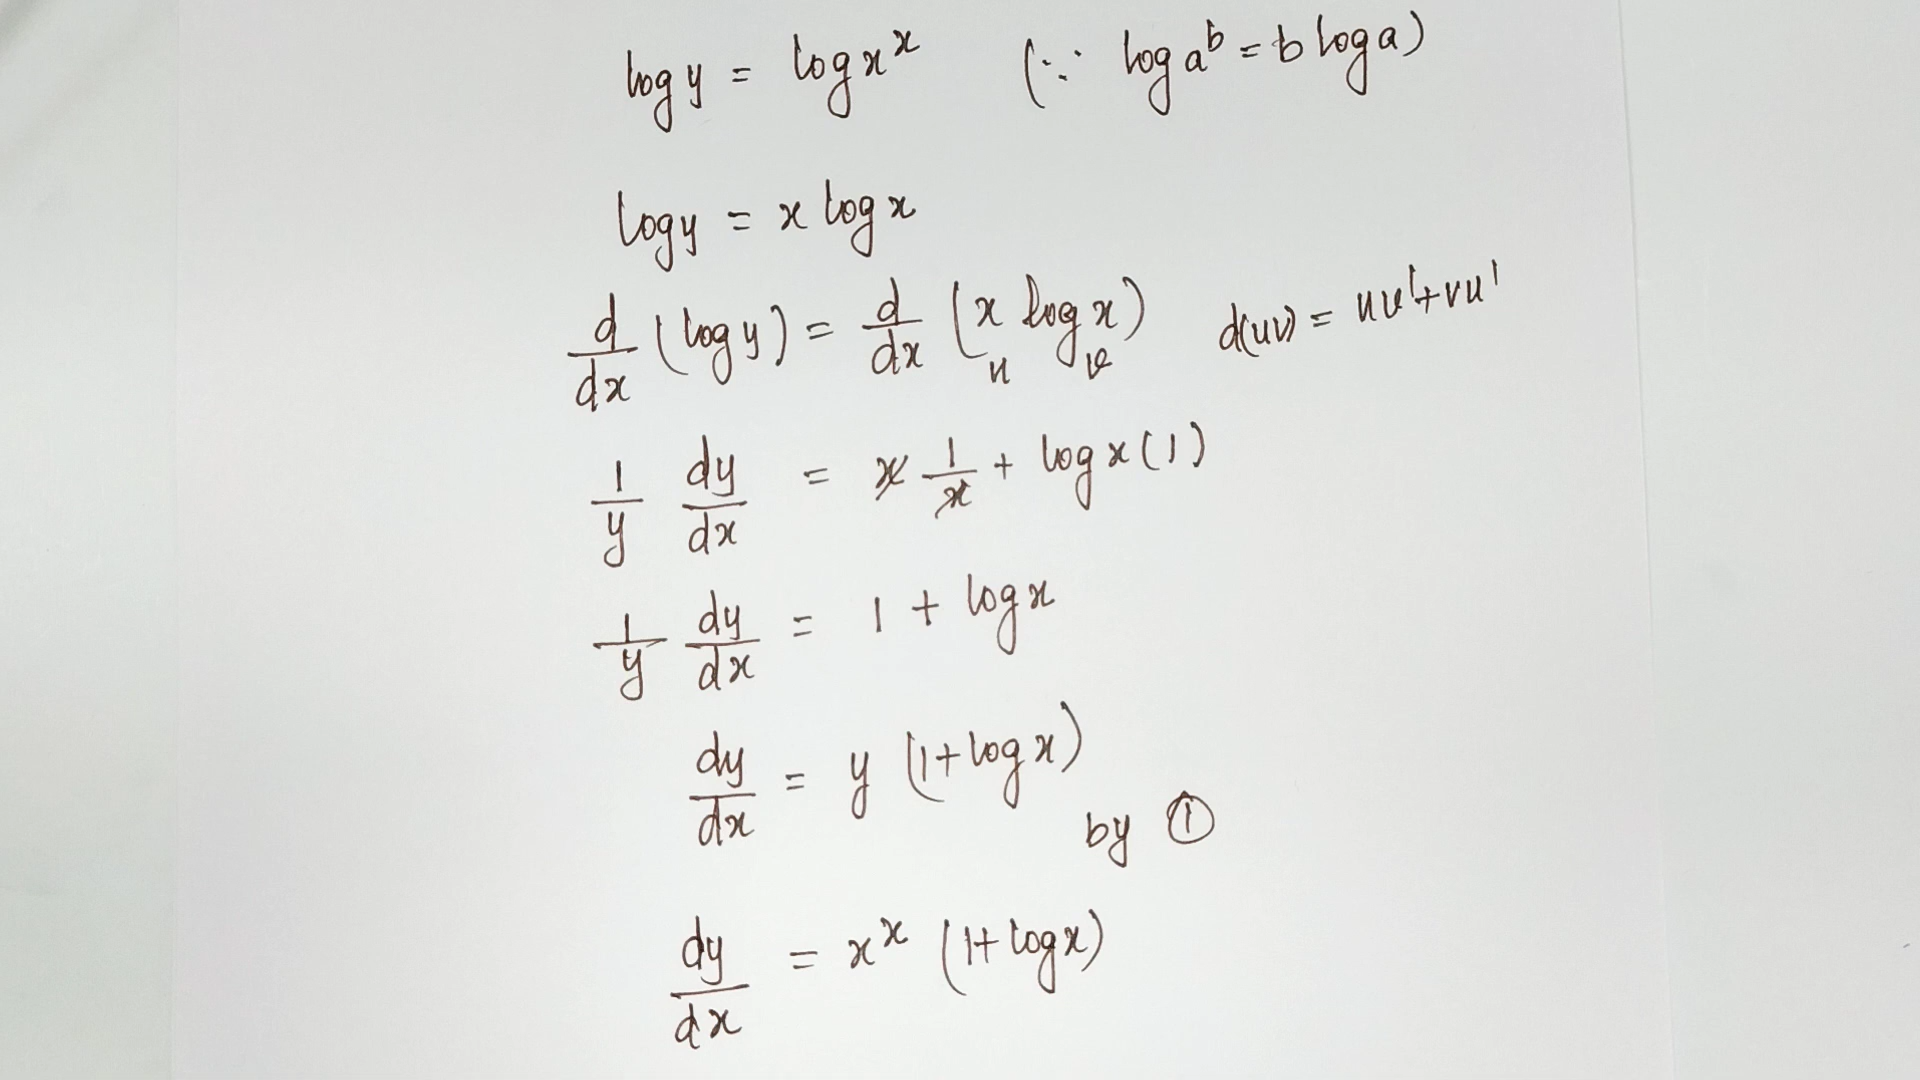 log y = log x^x (∵ log a^b = b log a)
log y = x log x
d/dx (log y) = d/dx (x log x) d(uv) = uv' + vu'
u v
1/y dy/dx = x 1/x + log x (1)
1/y dy/dx = 1 + log x
dy/dx = y (1 + log x)
by ①
dy/dx = x^x (1 + log x)